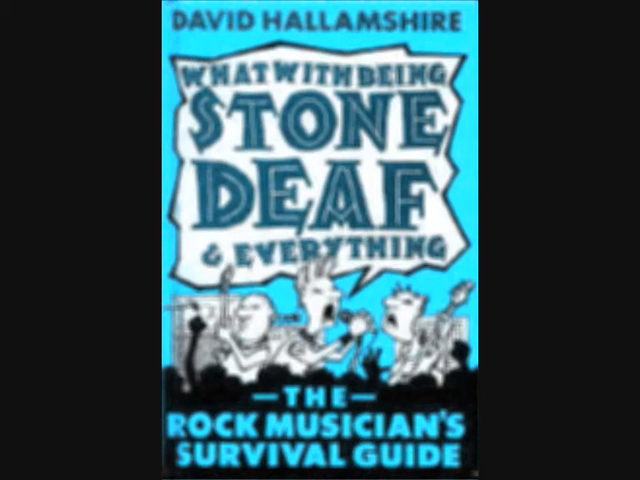 DAVID HALLAMSHIRE
WHAT WITH BEING
STONE
DEAF
& EVERYTHING
—THE—
ROCK MUSICIAN'S
SURVIVAL GUIDE